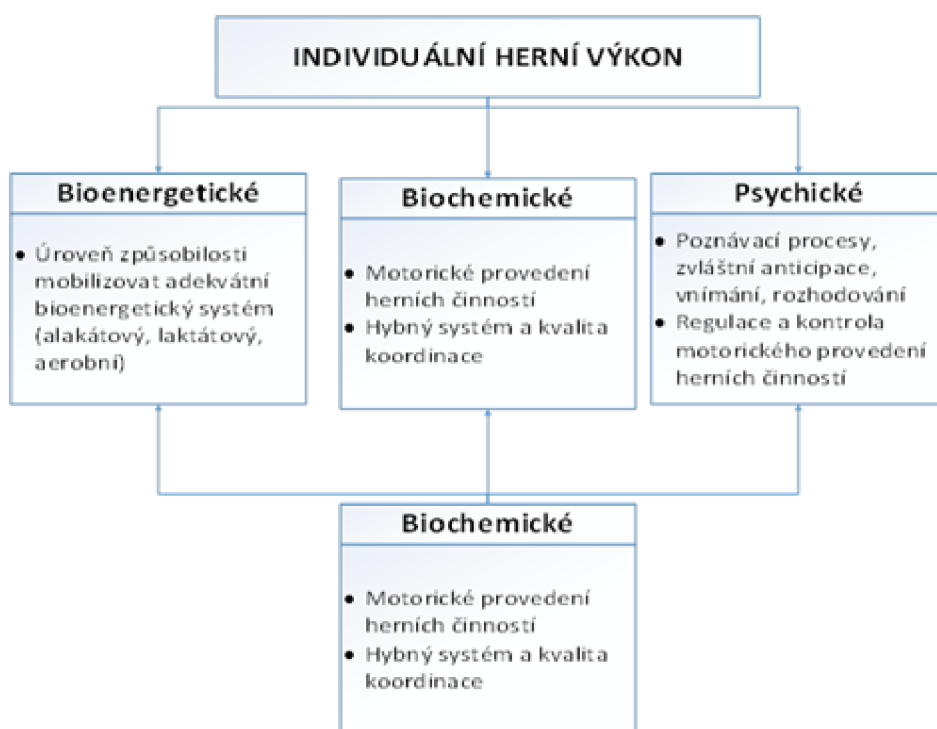 INDIVIDUÁLNÍ HERNÍ VÝKON
Bioenergetické
● Úroveň způsobilosti
mobilizovat adekvátní
bioenergetický systém
(alakátový, laktátový,
aerobní)
Biochemické
● Motorické provedení
herních činností
● Hybný systém a kvalita
koordinace
Psychické
● Poznávací procesy,
zvláštní anticipace,
vnímání, rozhodování
● Regulace a kontrola
motorického provedení
herních činností
Biochemické
● Motorické provedení
herních činností
● Hybný systém a kvalita
koordinace